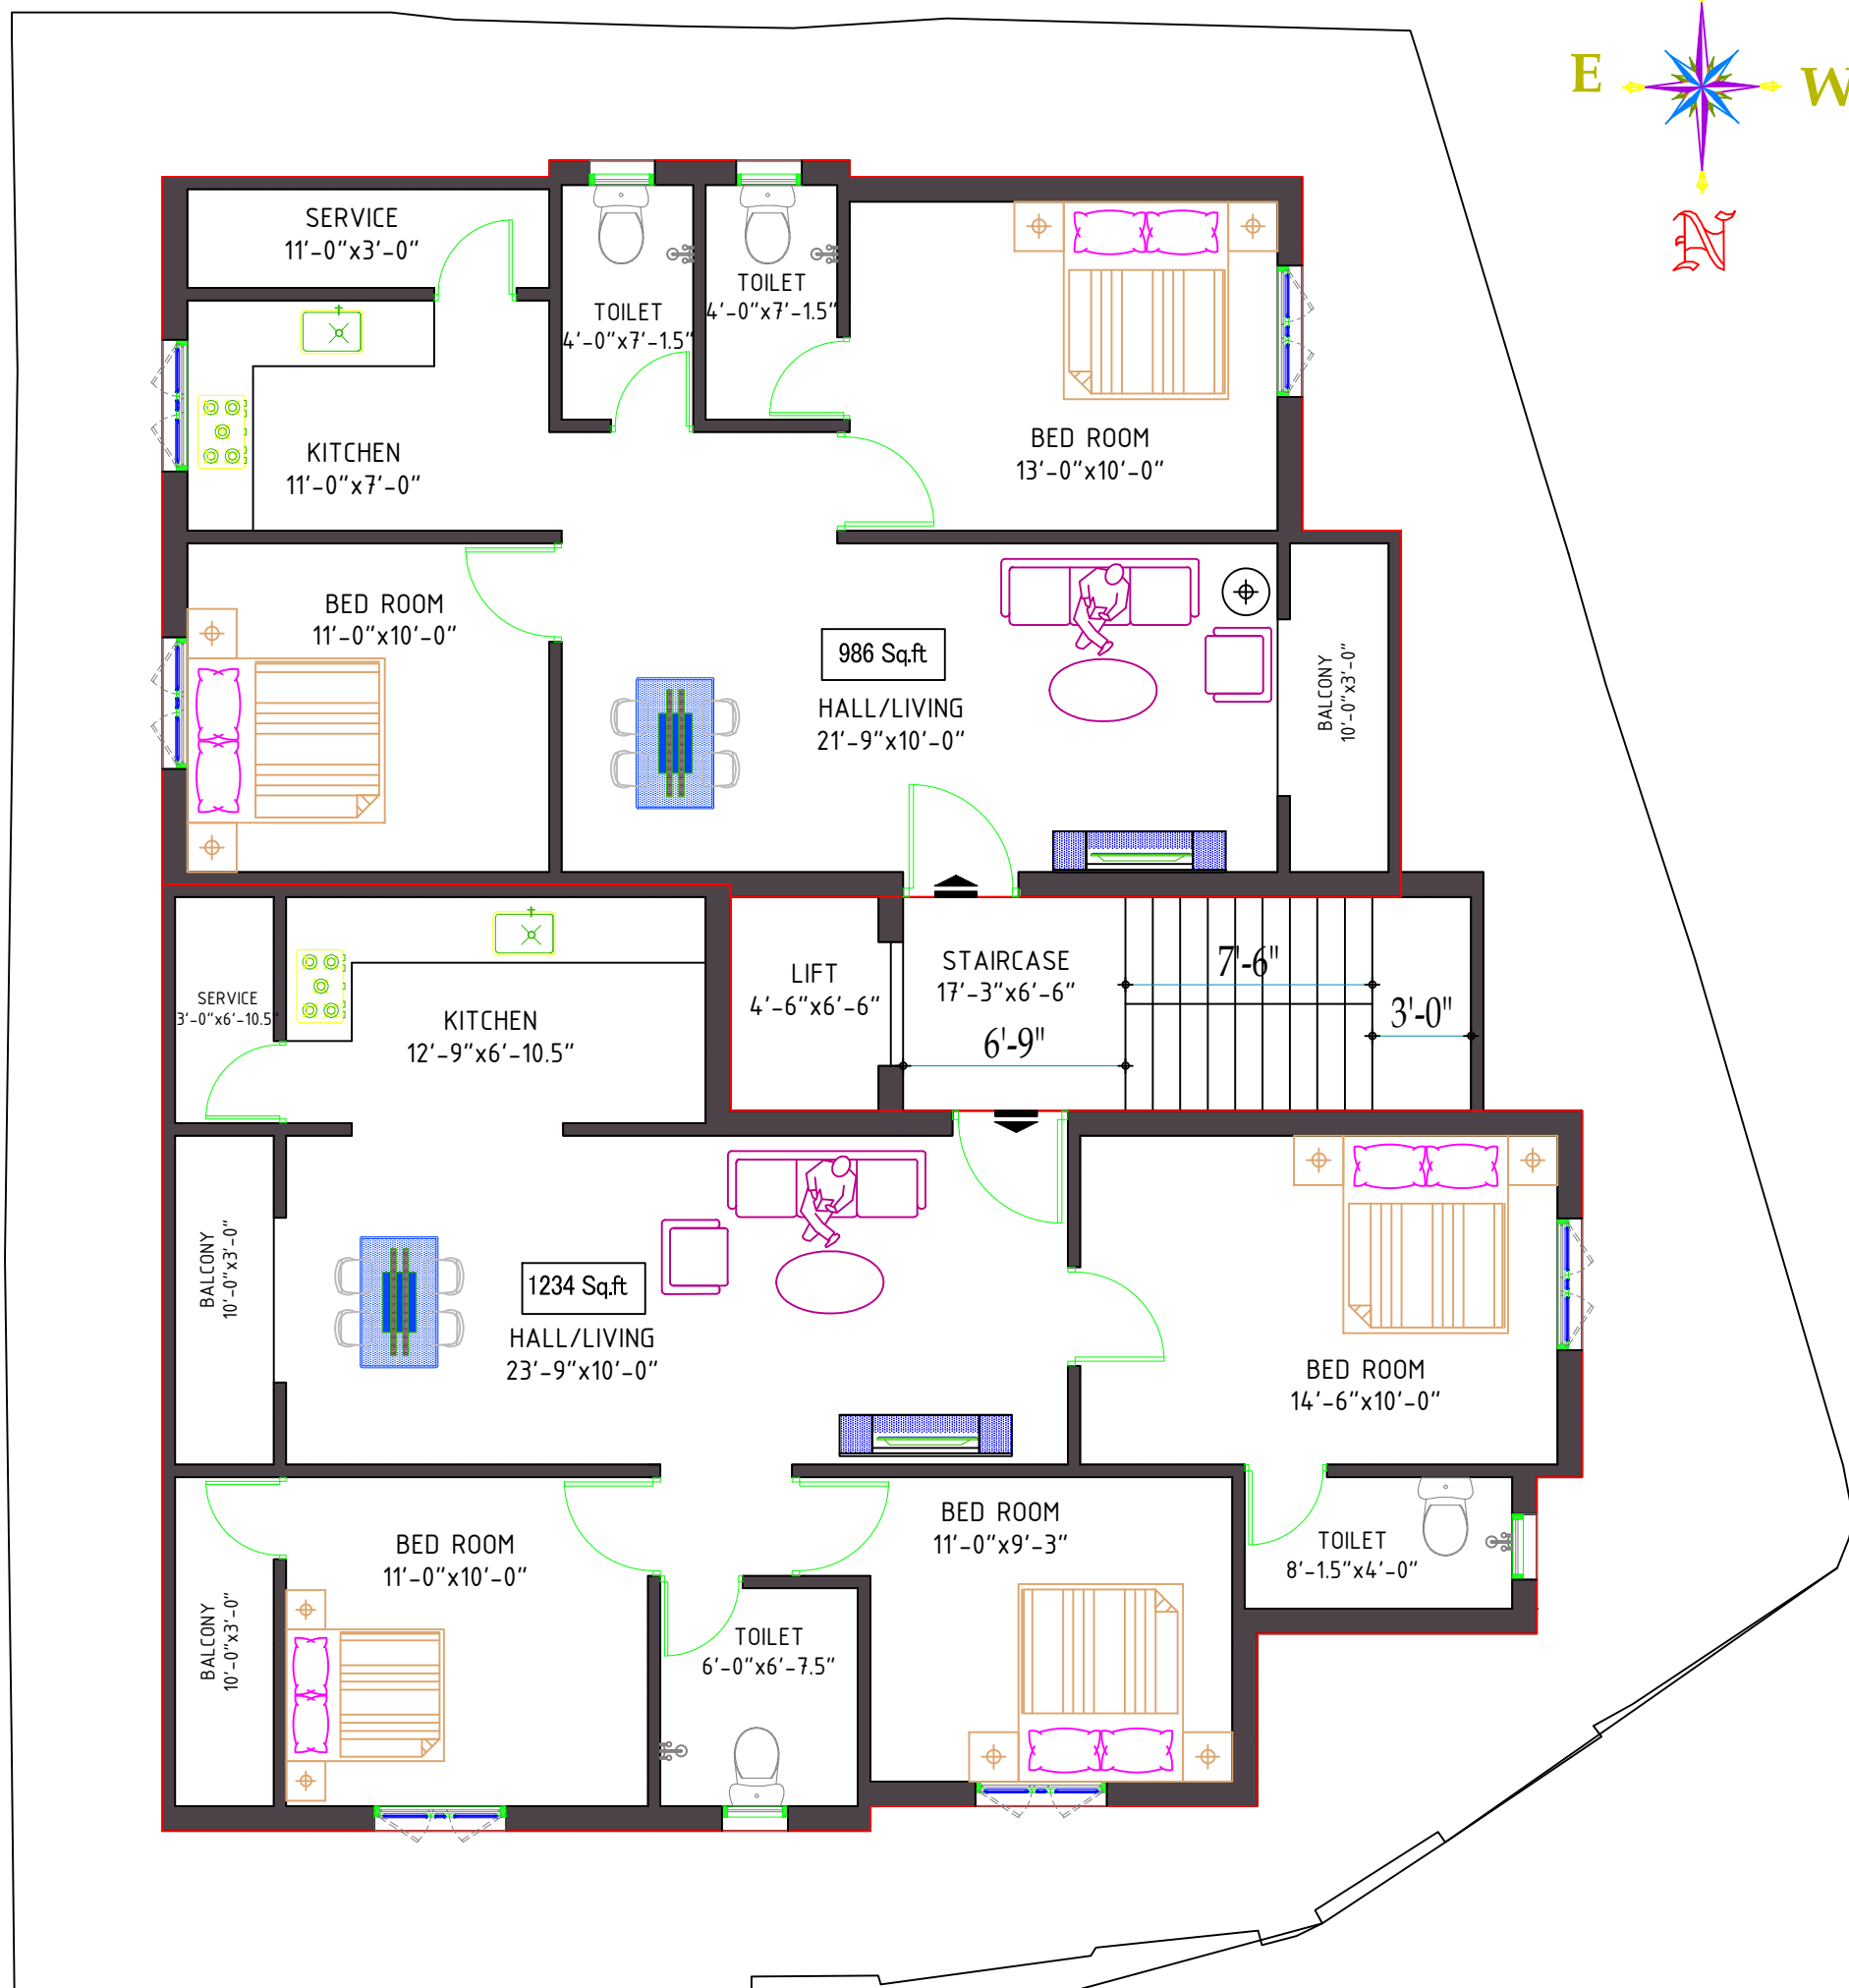 E
W
N
SERVICE
11'-0"x3'-0"
TOILET
4'-0"x7'-1.5"
TOILET
4'-0"x7'-1.5"
KITCHEN
11'-0"x7'-0"
BED ROOM
13'-0"x10'-0"
BED ROOM
11'-0"x10'-0"
986 Sq.ft
HALL/LIVING
21'-9"x10'-0"
BALCONY
10'-0"x3'-0"
SERVICE
3'-0"x6'-10.5"
KITCHEN
12'-9"x6'-10.5"
LIFT
4'-6"x6'-6"
STAIRCASE
17'-3"x6'-6"
7'-6"
6'-9"
3'-0"
BALCONY
10'-0"x3'-0"
1234 Sq.ft
HALL/LIVING
23'-9"x10'-0"
BED ROOM
14'-6"x10'-0"
BED ROOM
11'-0"x10'-0"
BED ROOM
11'-0"x9'-3"
TOILET
8'-1.5"x4'-0"
BALCONY
10'-0"x3'-0"
TOILET
6'-0"x6'-7.5"